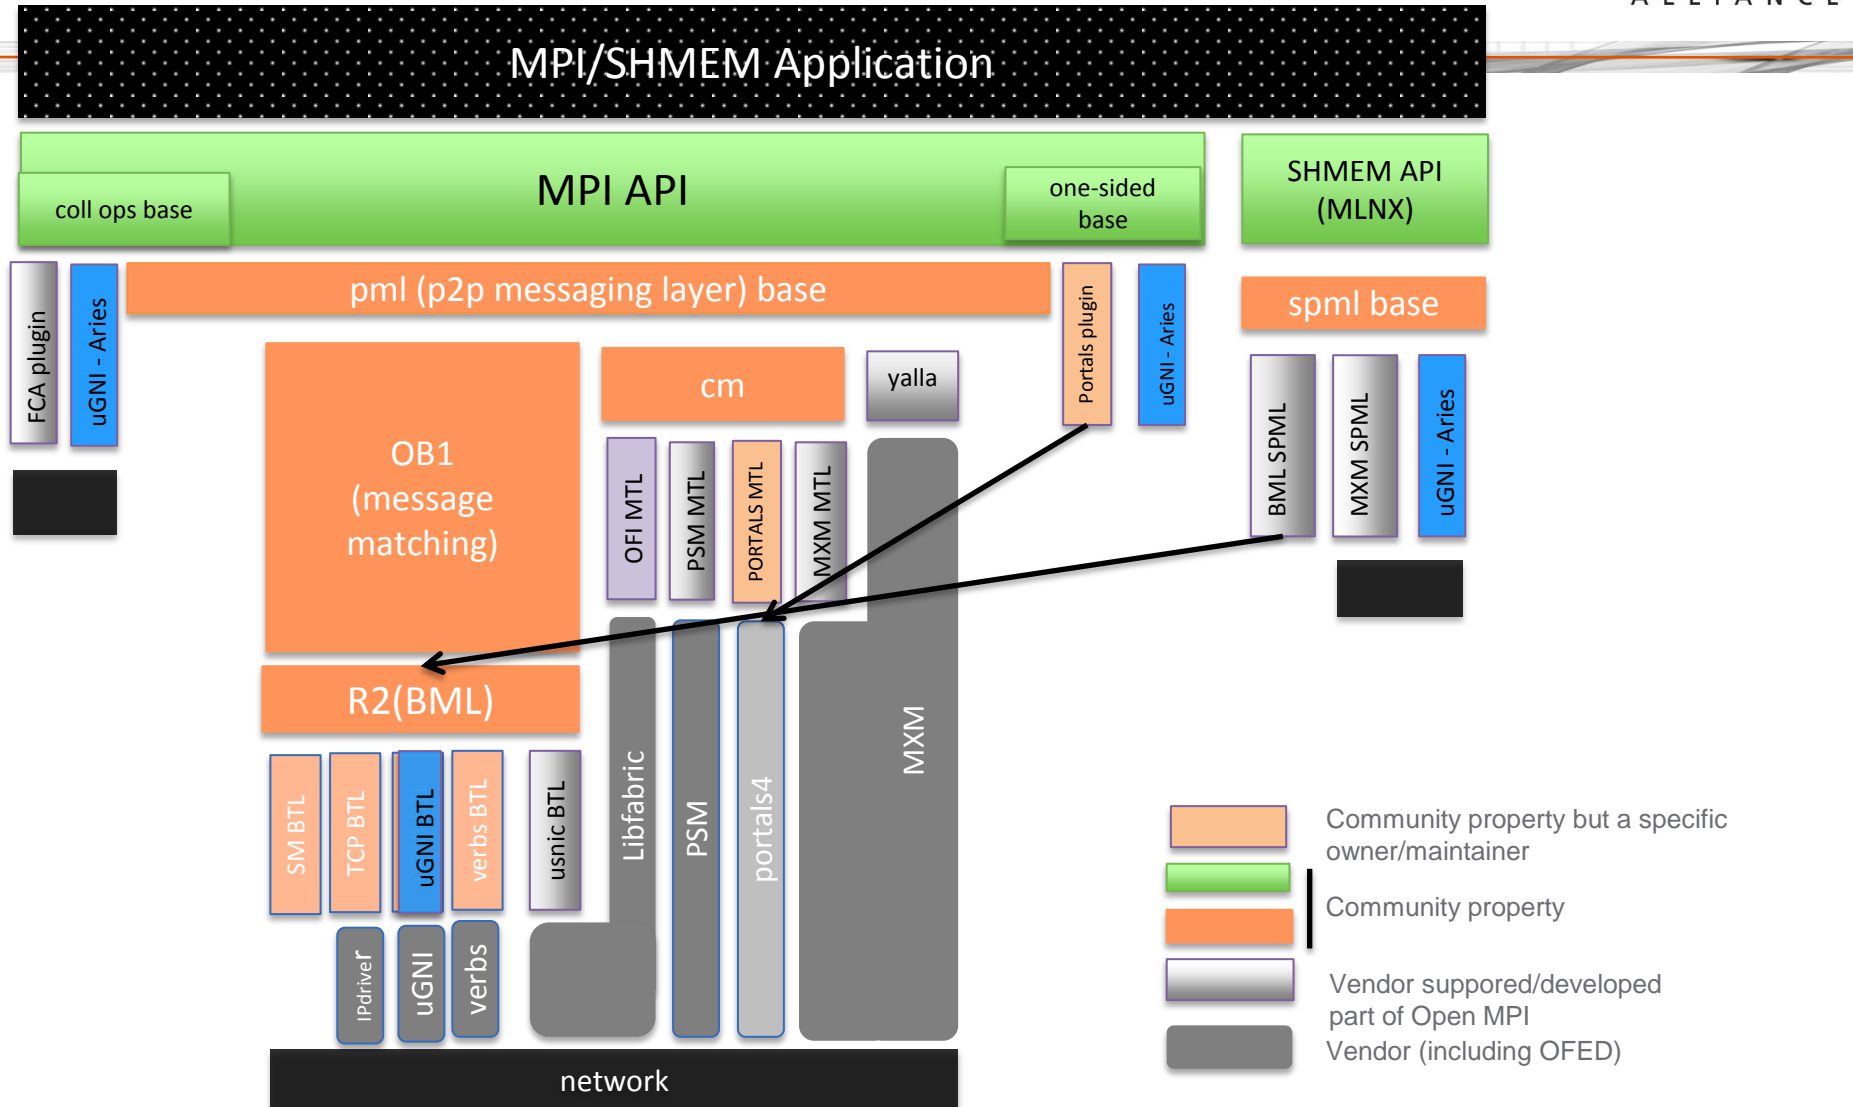 ALLIANCE
MPI/SHMEM Application
MPI API
coll ops base
one-sided
base
SHMEM API
(MLNX)
FCA plugin
uGNI - Aries
pml (p2p messaging layer) base
Portals plugin
uGNI - Aries
spml base
OB1
(message
matching)
cm
yalla
OFI MTL
PSM MTL
PORTALS MTL
MXM MTL
BML SPML
MXM SPML
uGNI - Aries
R2(BML)
SM BTL
TCP BTL
uGNI BTL
verbs BTL
usnic BTL
Libfabric
PSM
portals4
MXM
IPdriver
uGNI
verbs
network
Community property but a specific
owner/maintainer
Community property
Vendor suppored/developed
part of Open MPI
Vendor (including OFED)